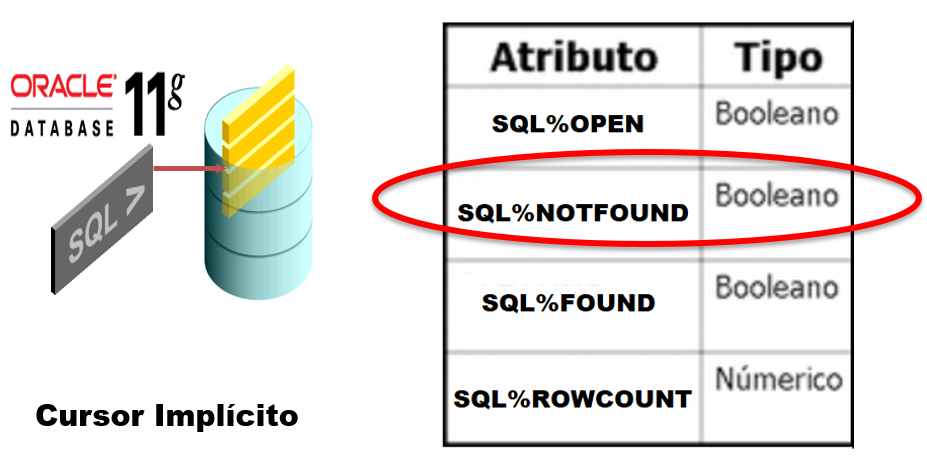 ORACLE®
DATABASE
11g
SQL >
Cursor Implícito
Atributo Tipo
SQL%OPEN Booleano
SQL%NOTFOUND Booleano
SQL%FOUND Booleano
SQL%ROWCOUNT Númerico